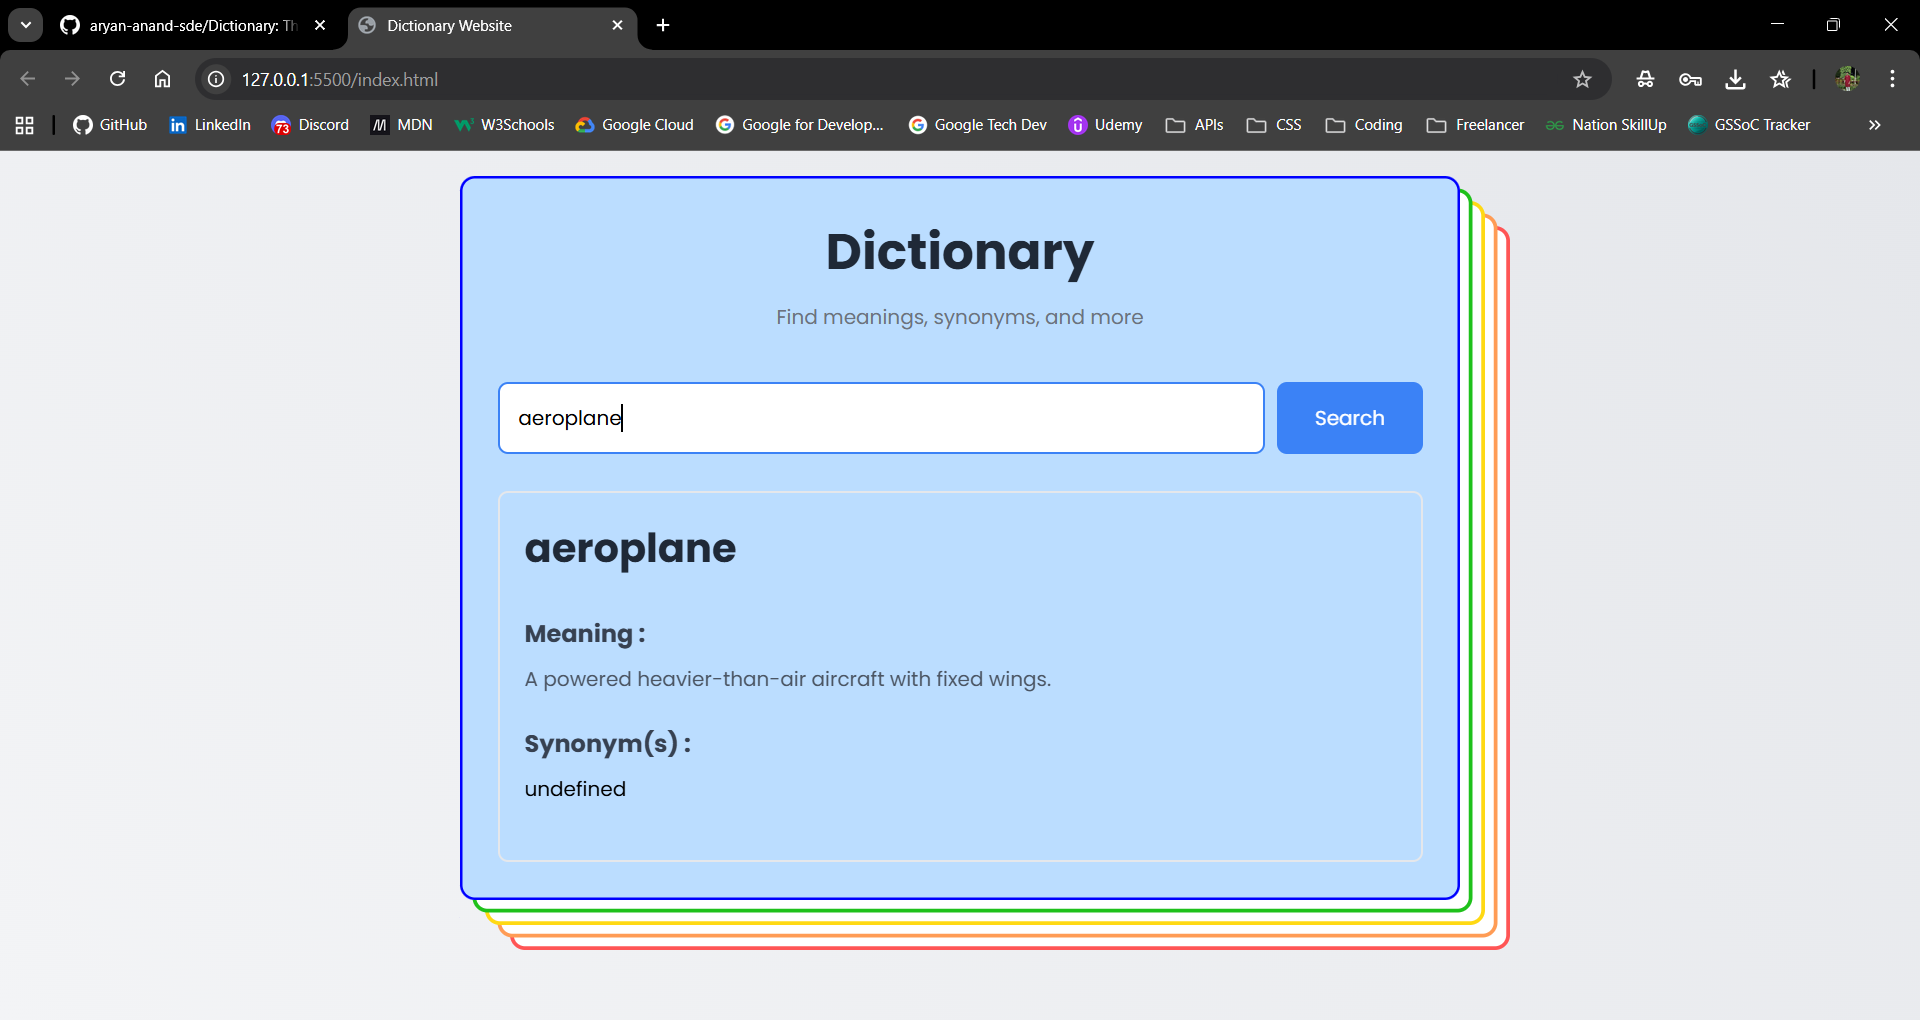 aryan-anand-sde/Dictionary: Th
Dictionary Website
127.0.0.1:5500/index.html
GitHub
LinkedIn
73
Discord
MDN
W3Schools
Google Cloud
Google for Develop...
Google Tech Dev
Udemy
APIs
CSS
Coding
Freelancer
Nation SkillUp
GSSoC Tracker
Dictionary
Find meanings, synonyms, and more
aeroplane
Search
aeroplane
Meaning :
A powered heavier-than-air aircraft with fixed wings.
Synonym(s) :
undefined